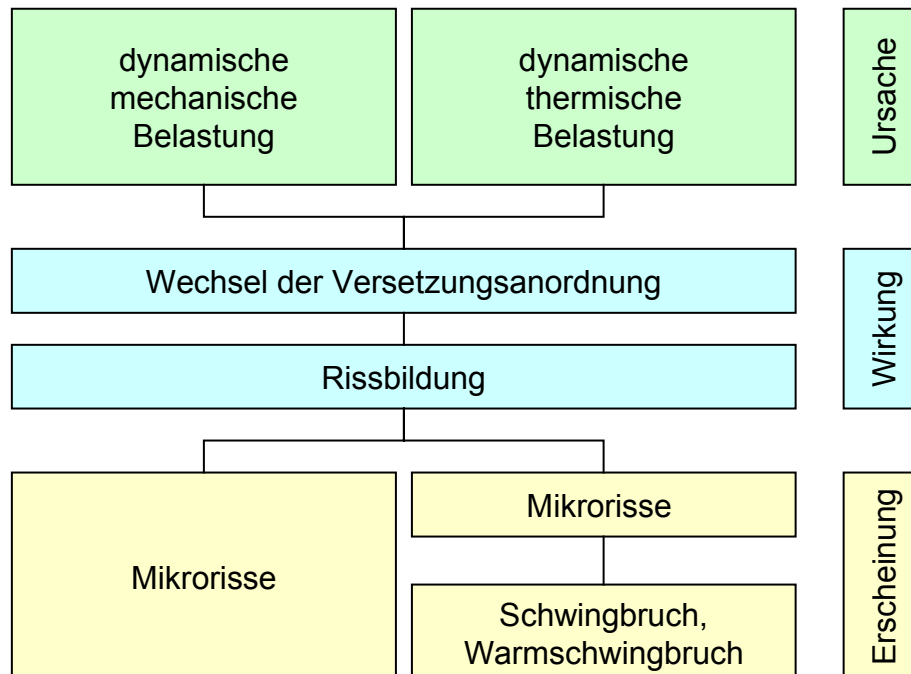 dynamische
mechanische
Belastung
dynamische
thermische
Belastung
Ursache
Wechsel der Versetzungsanordnung
Rissbildung
Wirkung
Mikrorisse
Mikrorisse
Schwingbruch,
Warmschwingbruch
Erscheinung